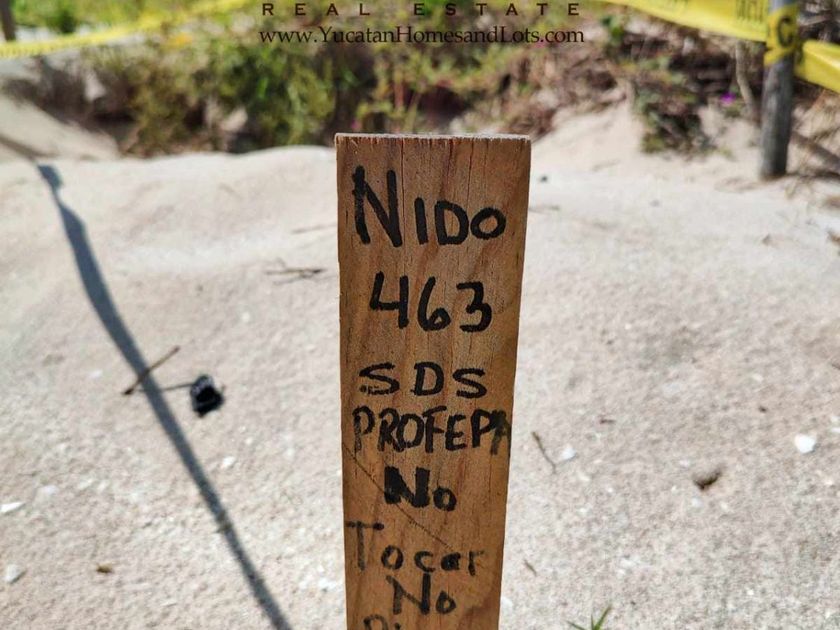 REAL ESTATE
www.YucatanHomesandLots.com
NIDO
463
SDS
PROFEPA
No
Tocar
No